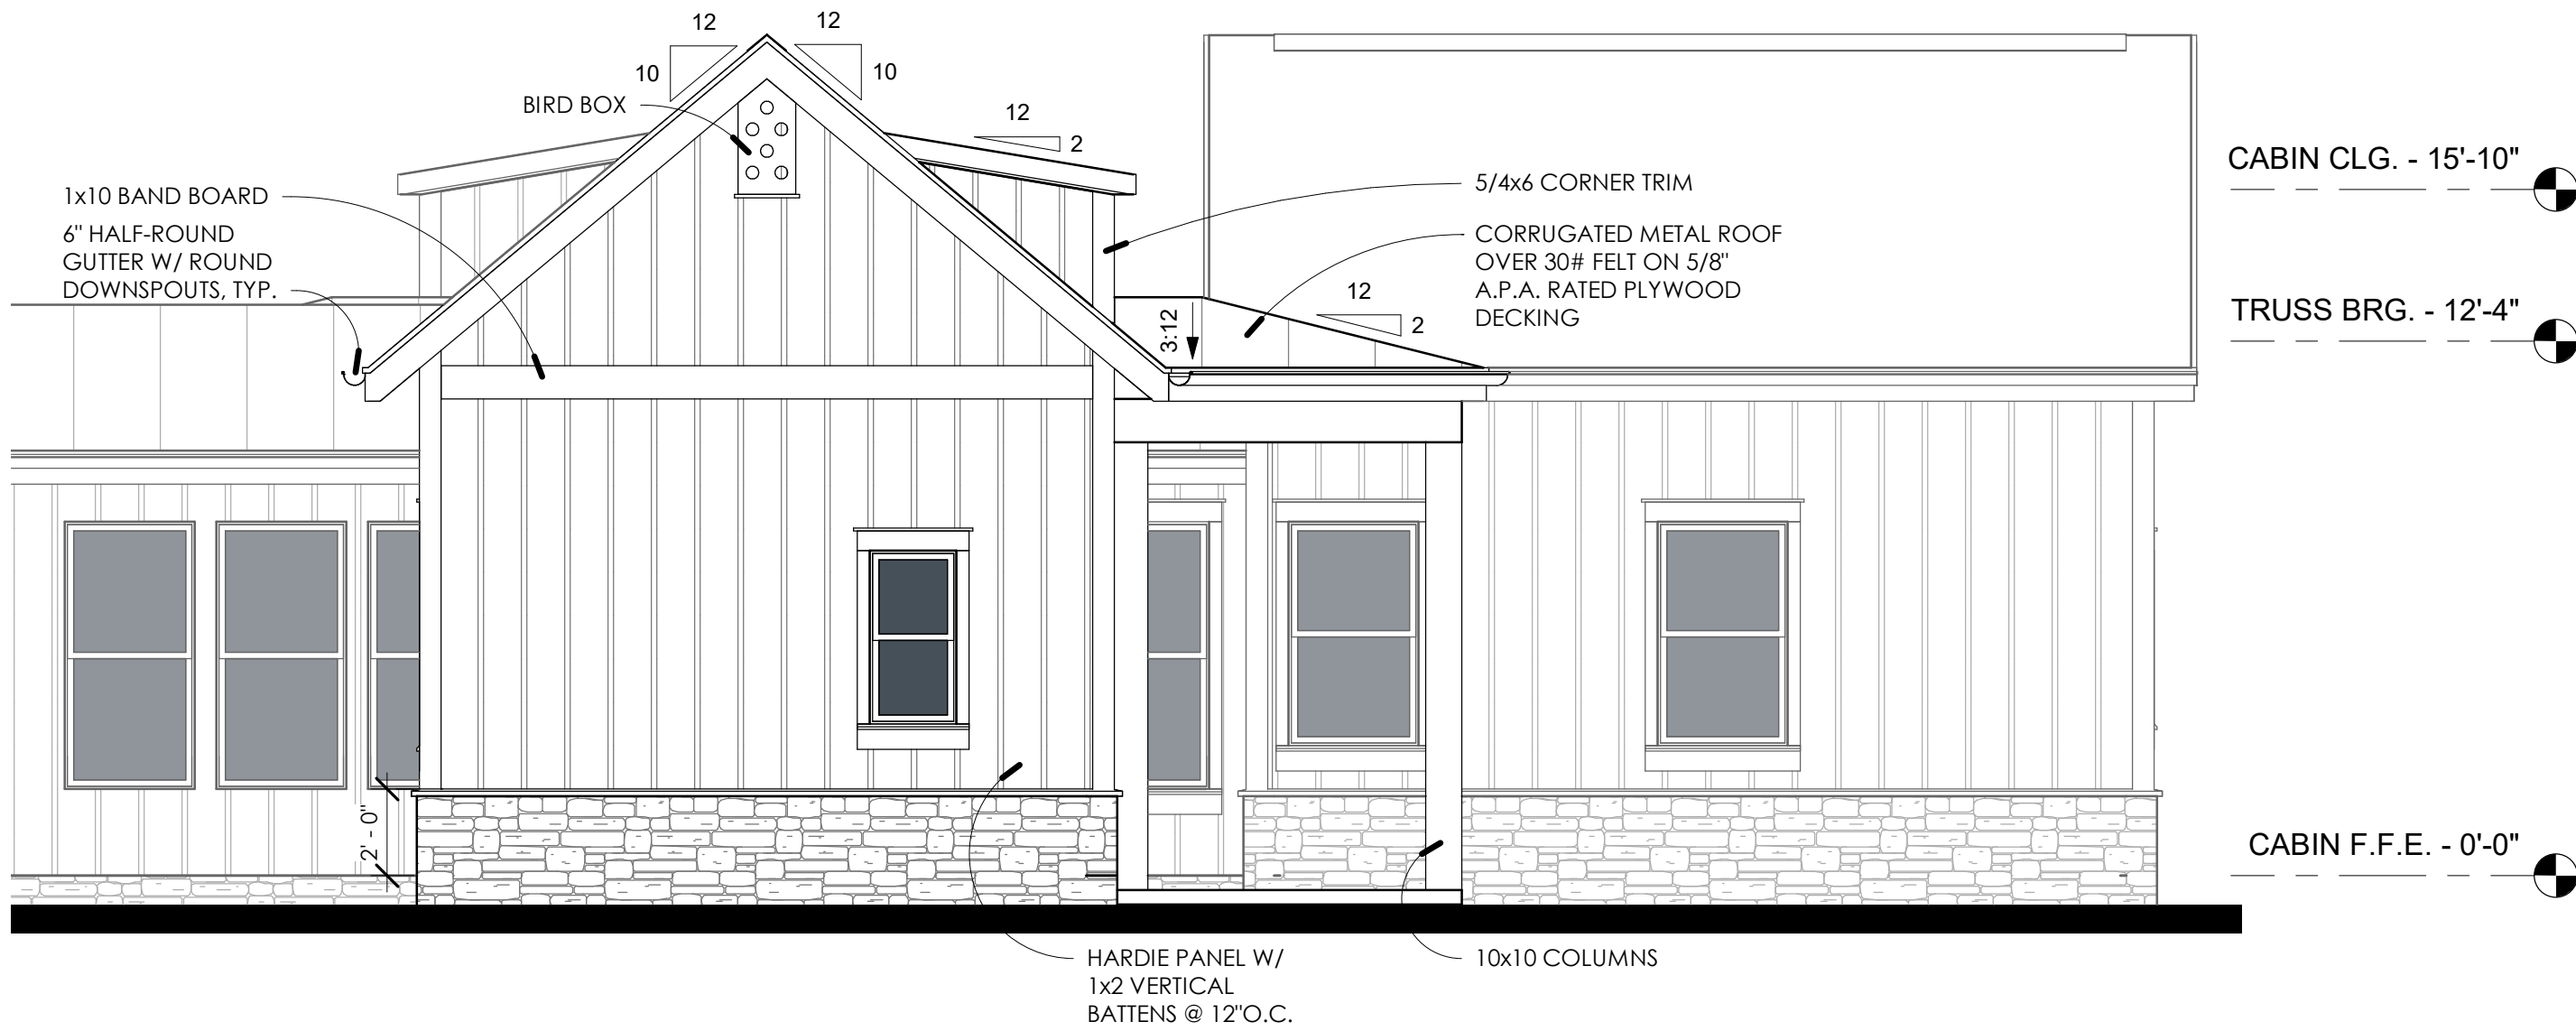 12
12
10
10
BIRD BOX
12
2
CABIN CLG. - 15'-10"
1x10 BAND BOARD
5/4x6 CORNER TRIM
6" HALF-ROUND
GUTTER W/ ROUND
DOWNSPOUTS, TYP.
CORRUGATED METAL ROOF
OVER 30# FELT ON 5/8"
A.P.A. RATED PLYWOOD
DECKING
12
2
3:12
TRUSS BRG. - 12'-4"
2' - 0"
CABIN F.F.E. - 0'-0"
HARDIE PANEL W/
1x2 VERTICAL
BATTENS @ 12"O.C.
10x10 COLUMNS